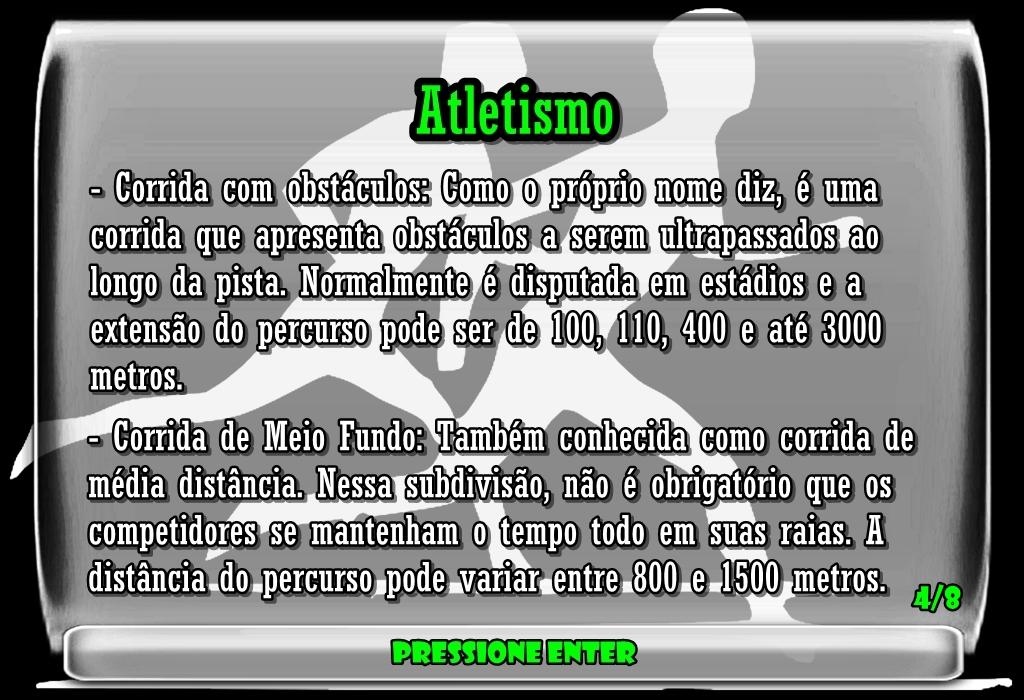 Atletismo
- Corrida com obstáculos: Como o próprio nome diz, é uma
corrida que apresenta obstáculos a serem ultrapassados ao
longo da pista. Normalmente é disputada em estádios e a
extensão do percurso pode ser de 100, 110, 400 e até 3000
metros.
- Corrida de Meio Fundo: Também conhecida como corrida de
média distância. Nessa subdivisão, não é obrigatório que os
competidores se mantenham o tempo todo em suas raias. A
distância do percurso pode variar entre 800 e 1500 metros.
4/8
PRESSIONE ENTER